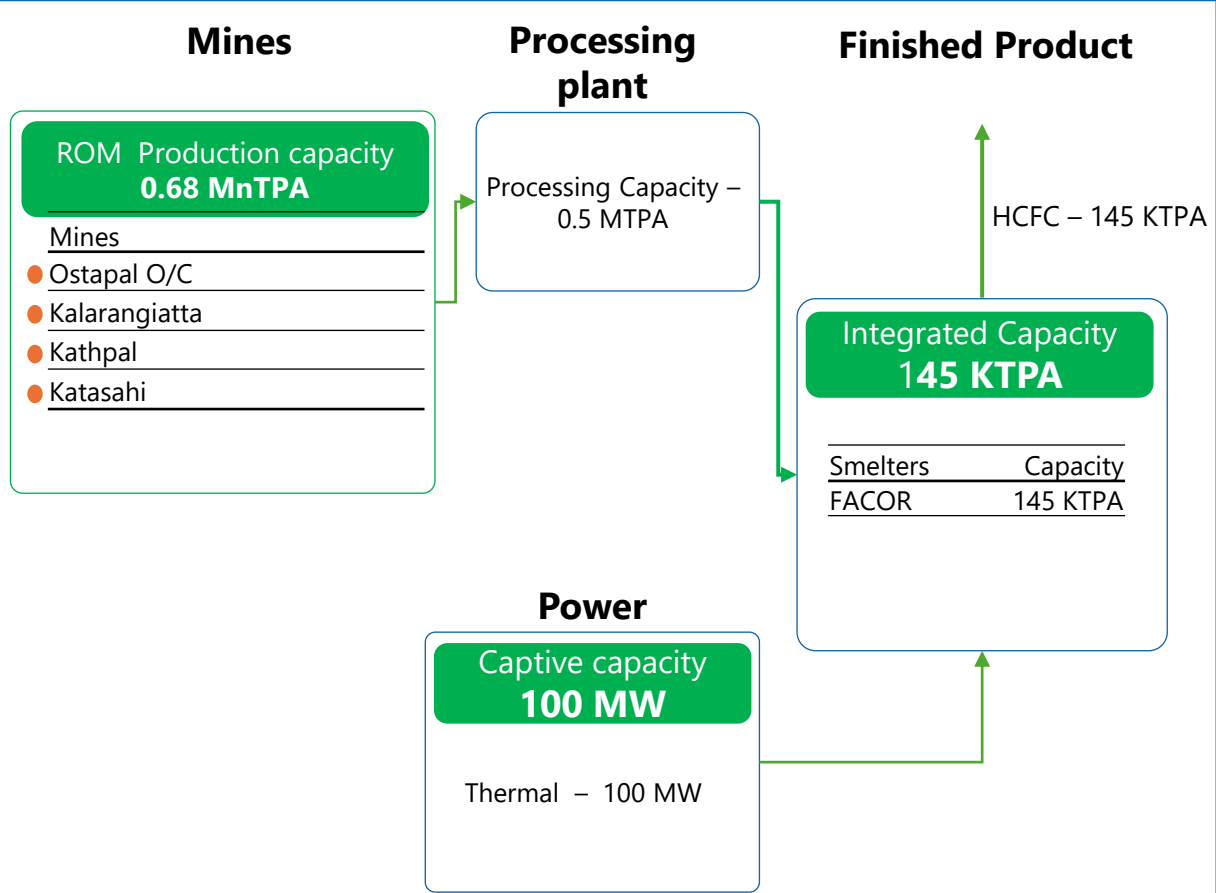 Mines
ROM  Production capacity
0.68 MnTPA
Mines
Ostapal O/C
Kalarangiatta
Kathpal
Katasahi
Processing
plant
Processing Capacity –
0.5 MTPA
Finished Product
HCFC – 145 KTPA
Integrated Capacity
145 KTPA
Smelters Capacity
FACOR 145 KTPA
Power
Captive capacity
100 MW
Thermal – 100 MW